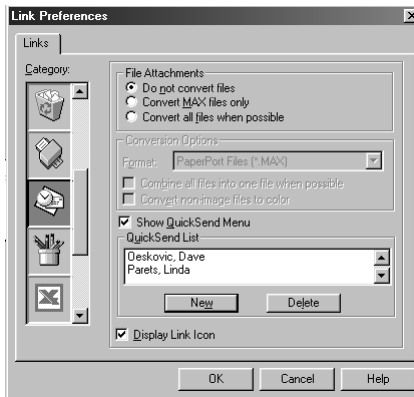 Link Preferences
Links
Category:
File Attachments
Do not convert files
Convert MAX files only
Convert all files when possible
Conversion Options
Format: PaperPort Files (*.MAX)
Combine all files into one file when possible
Convert non-image files to color
Show QuickSend Menu
QuickSend List
Oeskovic, Dave
Parets, Linda
New Delete
Display Link Icon
OK Cancel Help